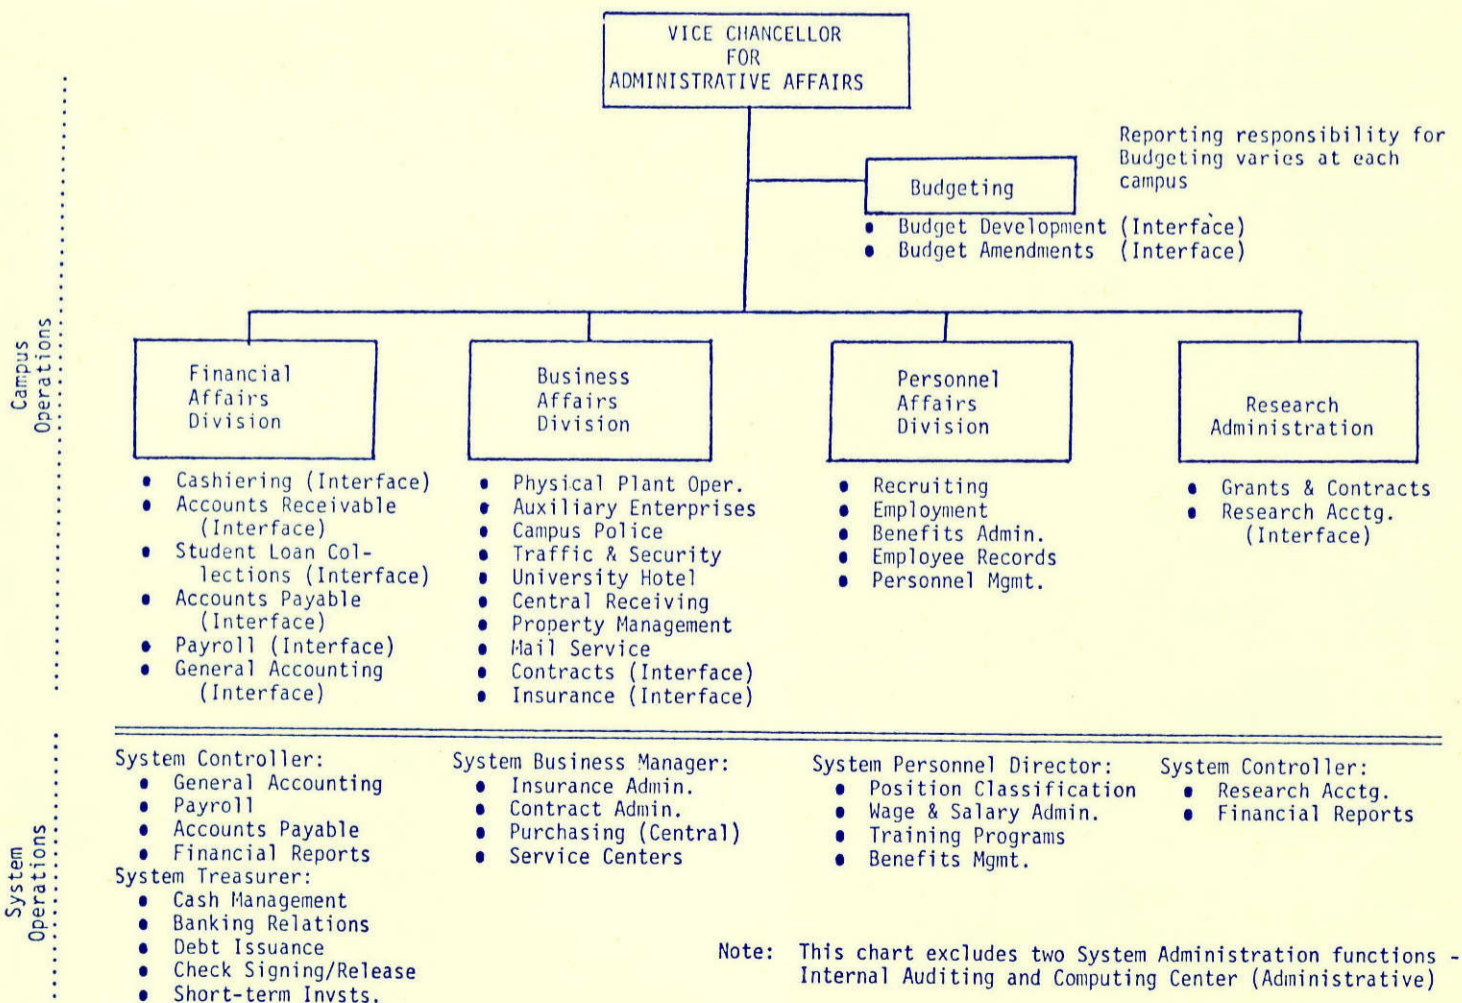 VICE CHANCELLOR
FOR
ADMINISTRATIVE AFFAIRS
Reporting responsibility for
Budgeting varies at each
campus
Budgeting
• Budget Development (Interface)
• Budget Amendments (Interface)
Campus
Operations
Financial
Affairs
Division
• Cashiering (Interface)
• Accounts Receivable
(Interface)
• Student Loan Col-
lections (Interface)
• Accounts Payable
(Interface)
• Payroll (Interface)
• General Accounting
(Interface)
Business
Affairs
Division
• Physical Plant Oper.
• Auxiliary Enterprises
• Campus Police
• Traffic & Security
• University Hotel
• Central Receiving
• Property Management
• Mail Service
• Contracts (Interface)
• Insurance (Interface)
Personnel
Affairs
Division
• Recruiting
• Employment
• Benefits Admin.
• Employee Records
• Personnel Mgmt.
Research
Administration
• Grants & Contracts
• Research Acctg.
(Interface)
System
Operations
System Controller:
• General Accounting
• Payroll
• Accounts Payable
• Financial Reports
System Treasurer:
• Cash Management
• Banking Relations
• Debt Issuance
• Check Signing/Release
• Short-term Invsts.
System Business Manager:
• Insurance Admin.
• Contract Admin.
• Purchasing (Central)
• Service Centers
System Personnel Director:
• Position Classification
• Wage & Salary Admin.
• Training Programs
• Benefits Mgmt.
System Controller:
• Research Acctg.
• Financial Reports
Note: This chart excludes two System Administration functions -
Internal Auditing and Computing Center (Administrative)